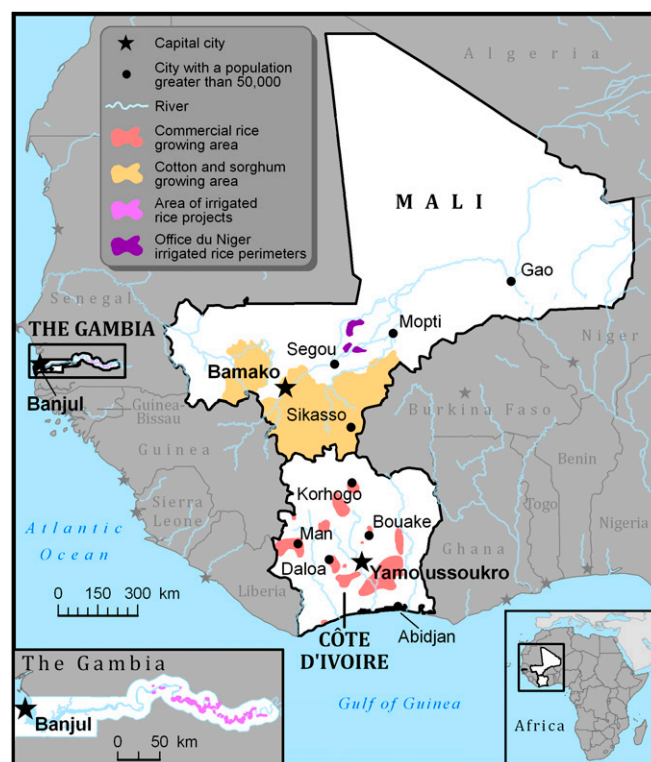 Capital city
City with a population
greater than 50,000
River
Commercial rice
growing area
Cotton and sorghum
growing area
Area of irrigated
rice projects
Office du Niger
irrigated rice perimeters
Algeria
MALI
Gao
Senegal
THE GAMBIA
Mopti
Niger
Segou
Bamako
Banjul
Guinea-
Bissau
Sikasso
Burkina Faso
Guinea
Benin
Korhogo
Togo
Sierra
Leone
Man
Bouake
Nigeria
Atlantic
Ocean
Daloa
Yamoussoukro
Ghana
Liberia
0 150 300 km
Abidjan
CÔTE
D'IVOIRE
The Gambia
Banjul
0 50 km
Gulf of Guinea
Africa